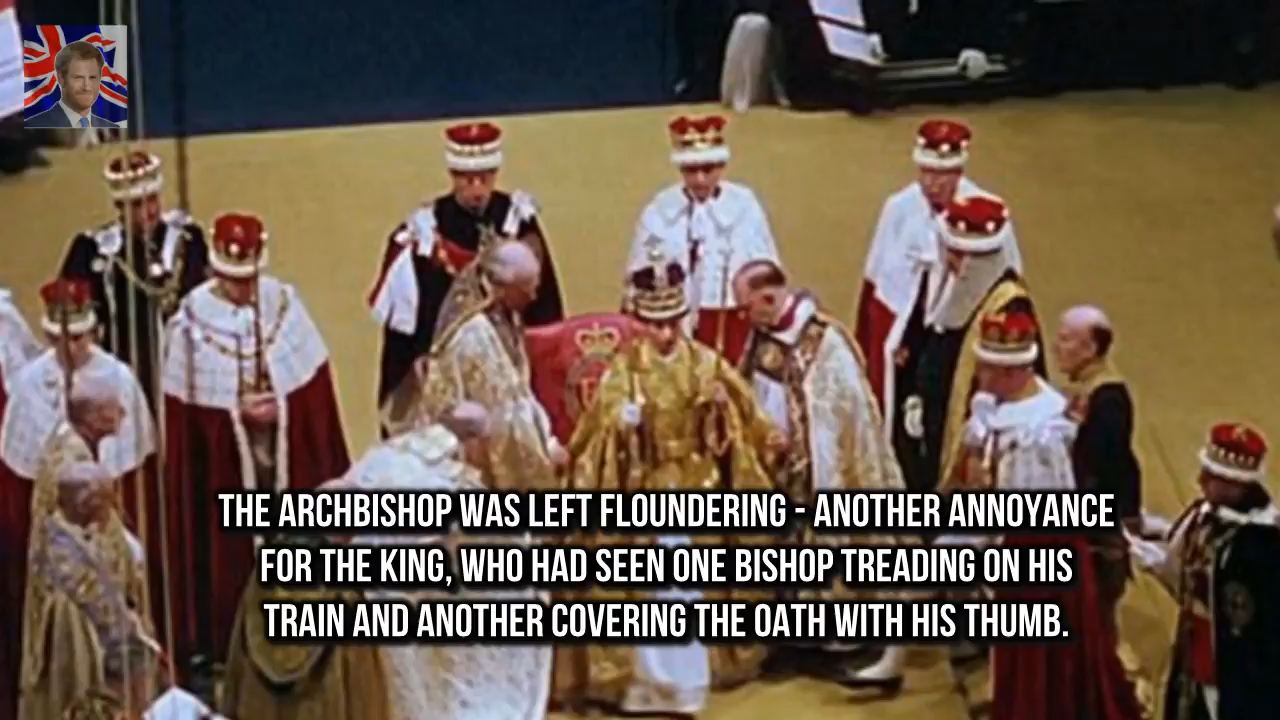 THE ARCHBISHOP WAS LEFT FLOUNDERING - ANOTHER ANNOYANCE
FOR THE KING, WHO HAD SEEN ONE BISHOP TREADING ON HIS
TRAIN AND ANOTHER COVERING THE OATH WITH HIS THUMB.